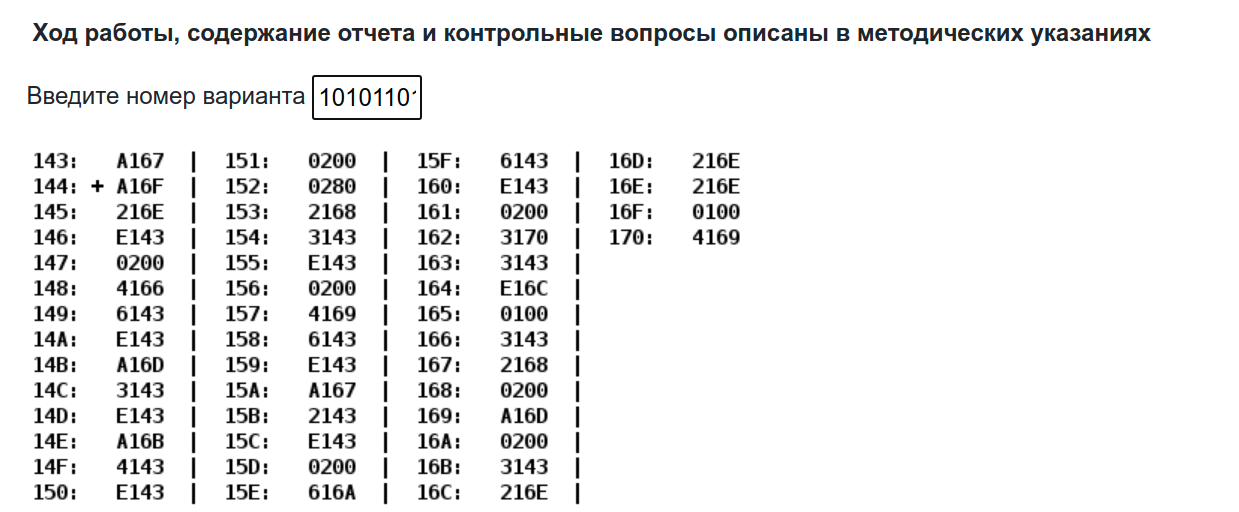 Ход работы, содержание отчета и контрольные вопросы описаны в методических указаниях
Введите номер варианта 10101101
143: A167 | 151: 0200 | 15F: 6143 | 16D: 216E
144: + A16F | 152: 0280 | 160: E143 | 16E: 216E
145: 216E | 153: 2168 | 161: 0200 | 16F: 0100
146: E143 | 154: 3143 | 162: 3170 | 170: 4169
147: 0200 | 155: E143 | 163: 3143 |
148: 4166 | 156: 0200 | 164: E16C |
149: 6143 | 157: 4169 | 165: 0100 |
14A: E143 | 158: 6143 | 166: 3143 |
14B: A16D | 159: E143 | 167: 2168 |
14C: 3143 | 15A: A167 | 168: 0200 |
14D: E143 | 15B: 2143 | 169: A16D |
14E: A16B | 15C: E143 | 16A: 0200 |
14F: 4143 | 15D: 0200 | 16B: 3143 |
150: E143 | 15E: 616A | 16C: 216E |